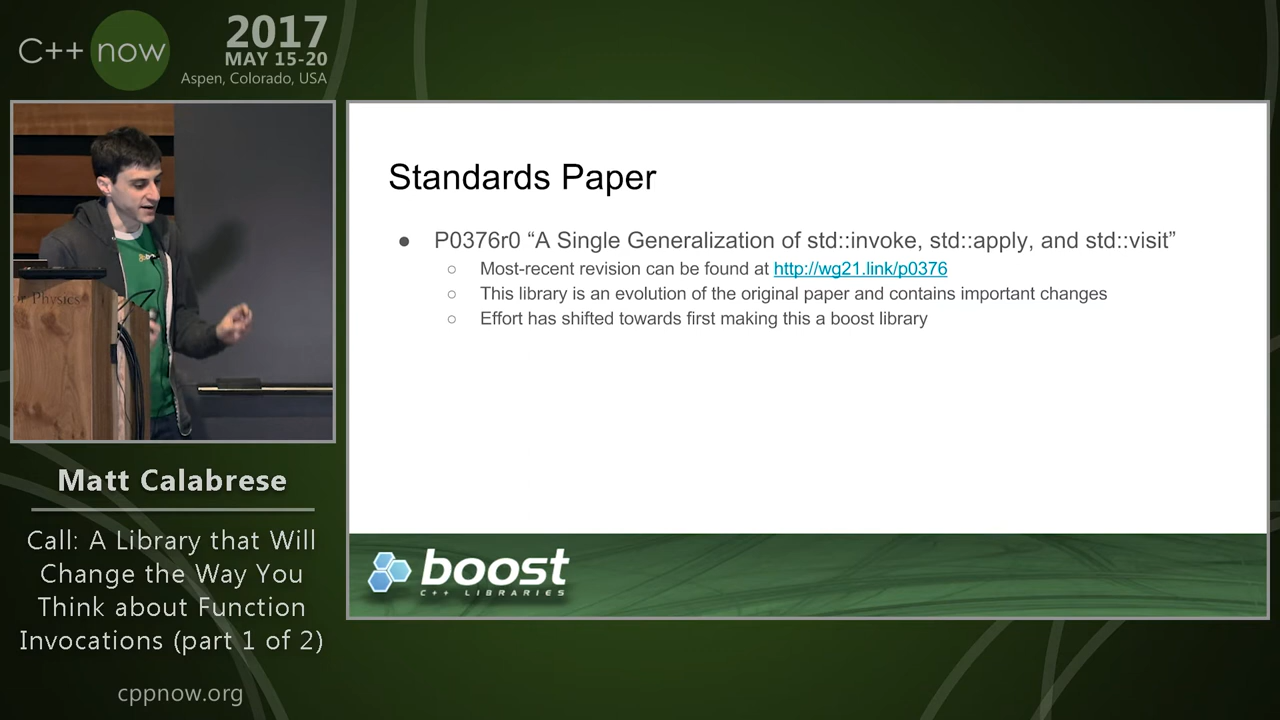 C++ now
2017
MAY 15-20
Aspen, Colorado, USA
or Physics
Matt Calabrese
Call: A Library that Will
Change the Way You
Think about Function
Invocations (part 1 of 2)
cppnow.org
Standards Paper
● P0376r0 “A Single Generalization of std::invoke, std::apply, and std::visit”
○ Most-recent revision can be found at http://wg21.link/p0376
○ This library is an evolution of the original paper and contains important changes
○ Effort has shifted towards first making this a boost library
boost
C++ LIBRARIES